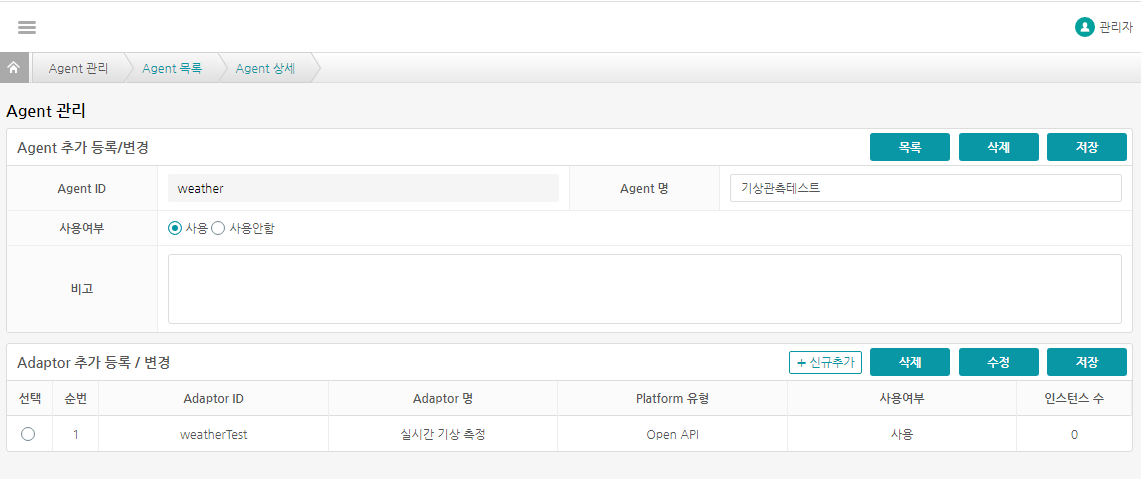 관리자
Agent 관리 Agent 목록 Agent 상세
Agent 관리
Agent 추가 등록/변경 목록 삭제 저장
Agent ID weather Agent 명 기상관측테스트
사용여부 사용 사용안함
비고
Adaptor 추가 등록 / 변경 + 신규추가 삭제 수정 저장
선택 순번 Adaptor ID Adaptor 명 Platform 유형 사용여부 인스턴스 수
1 weatherTest 실시간 기상 측정 Open API 사용 0